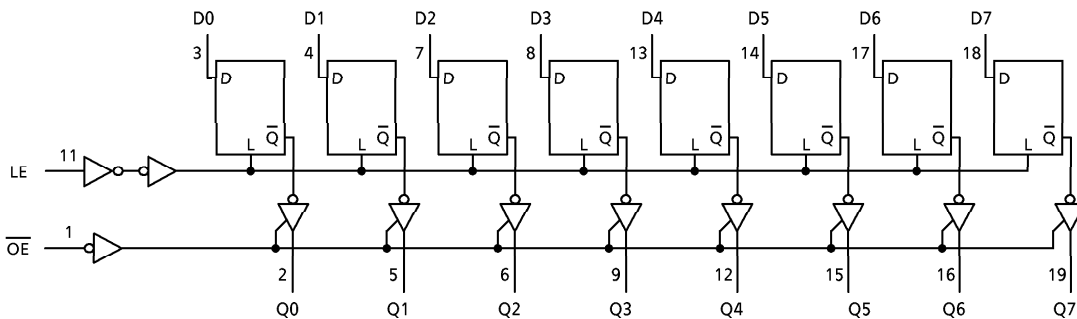 D0 D1 D2 D3 D4 D5 D6 D7
3 4 7 8 13 14 17 18
D D D D D D D D
Q̅ Q̅ Q̅ Q̅ Q̅ Q̅ Q̅ Q̅
L L L L L L L L
11
LE
1
O̅E̅
2 5 6 9 12 15 16 19
Q0 Q1 Q2 Q3 Q4 Q5 Q6 Q7